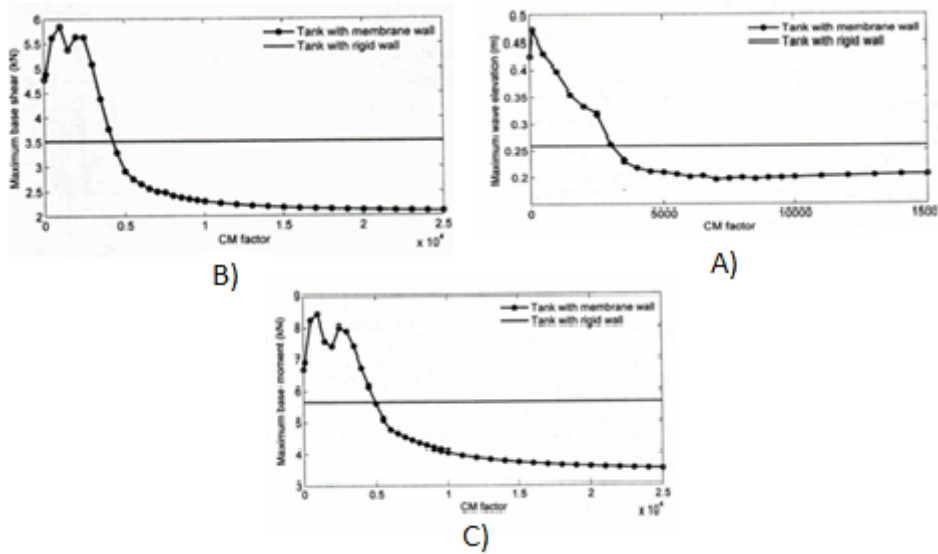 Maximum base shear (kN)
6
5.5
5
4.5
4
3.5
3
2.5
2
Tank with membrane wall
Tank with rigid wall
0 0.5 1 1.5 2 2.5
CM factor
x 10⁴
B)
Maximum wave elevation (m)
0.5
0.45
0.4
0.35
0.3
0.25
0.2
Tank with membrane wall
Tank with rigid wall
0 5000 10000 1500
CM factor
A)
Maximum base moment (kN)
9
8
7
6
5
4
3
Tank with membrane wall
Tank with rigid wall
0 0.5 1 1.5 2 2.5
CM factor
x 10⁴
C)